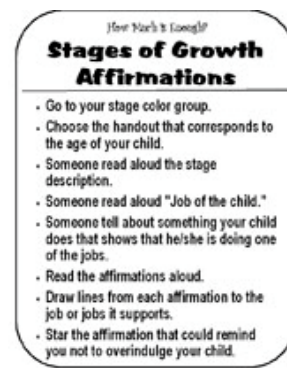 How Much is Enough?
Stages of Growth
Affirmations
• Go to your stage color group.
• Choose the handout that corresponds to
the age of your child.
• Someone read aloud the stage
description.
• Someone read aloud "Job of the child."
• Someone tell about something your child
does that shows that he/she is doing one
of the jobs.
• Read the affirmations aloud.
• Draw lines from each affirmation to the
job or jobs it supports.
• Star the affirmation that could remind
you not to overindulge your child.